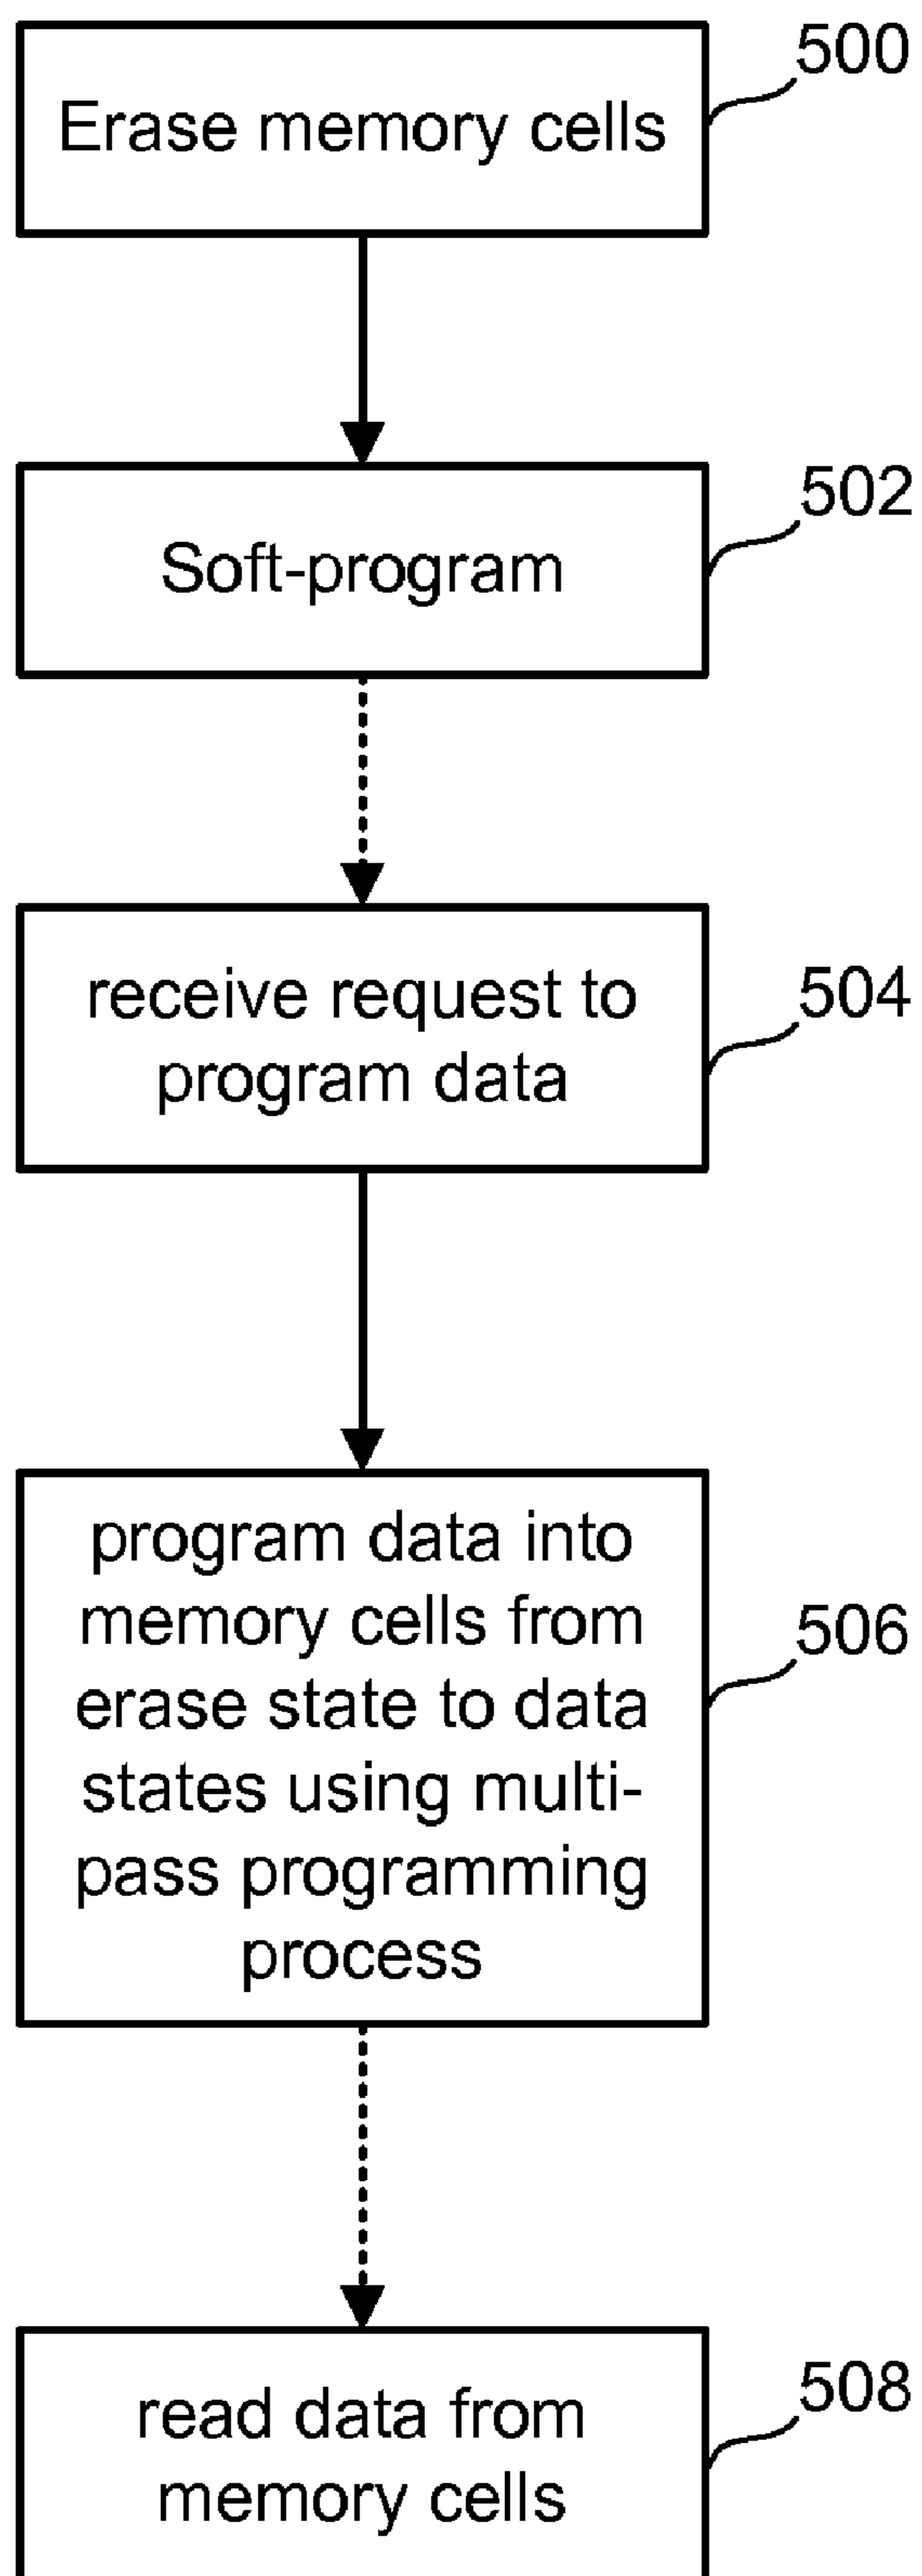 500
Erase memory cells
502
Soft-program
504
receive request to
program data
506
program data into
memory cells from
erase state to data
states using multi-
pass programming
process
508
read data from
memory cells